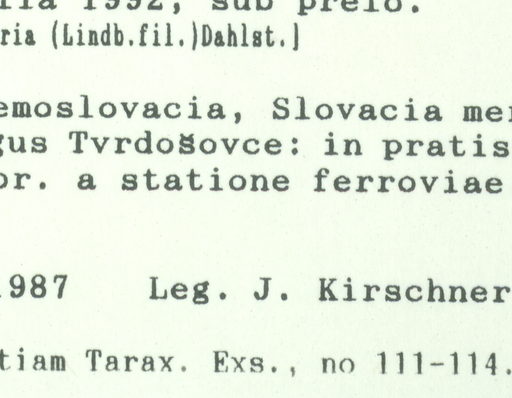 ria 1992, sub prelo.
ria (Lindb.fil.)Dahlst.]
emoslovacia, Slovacia mer
gus Tvrdošovce: in pratis
or. a statione ferroviae
1987 Leg. J. Kirschner
tiam Tarax. Exs., no 111-114.